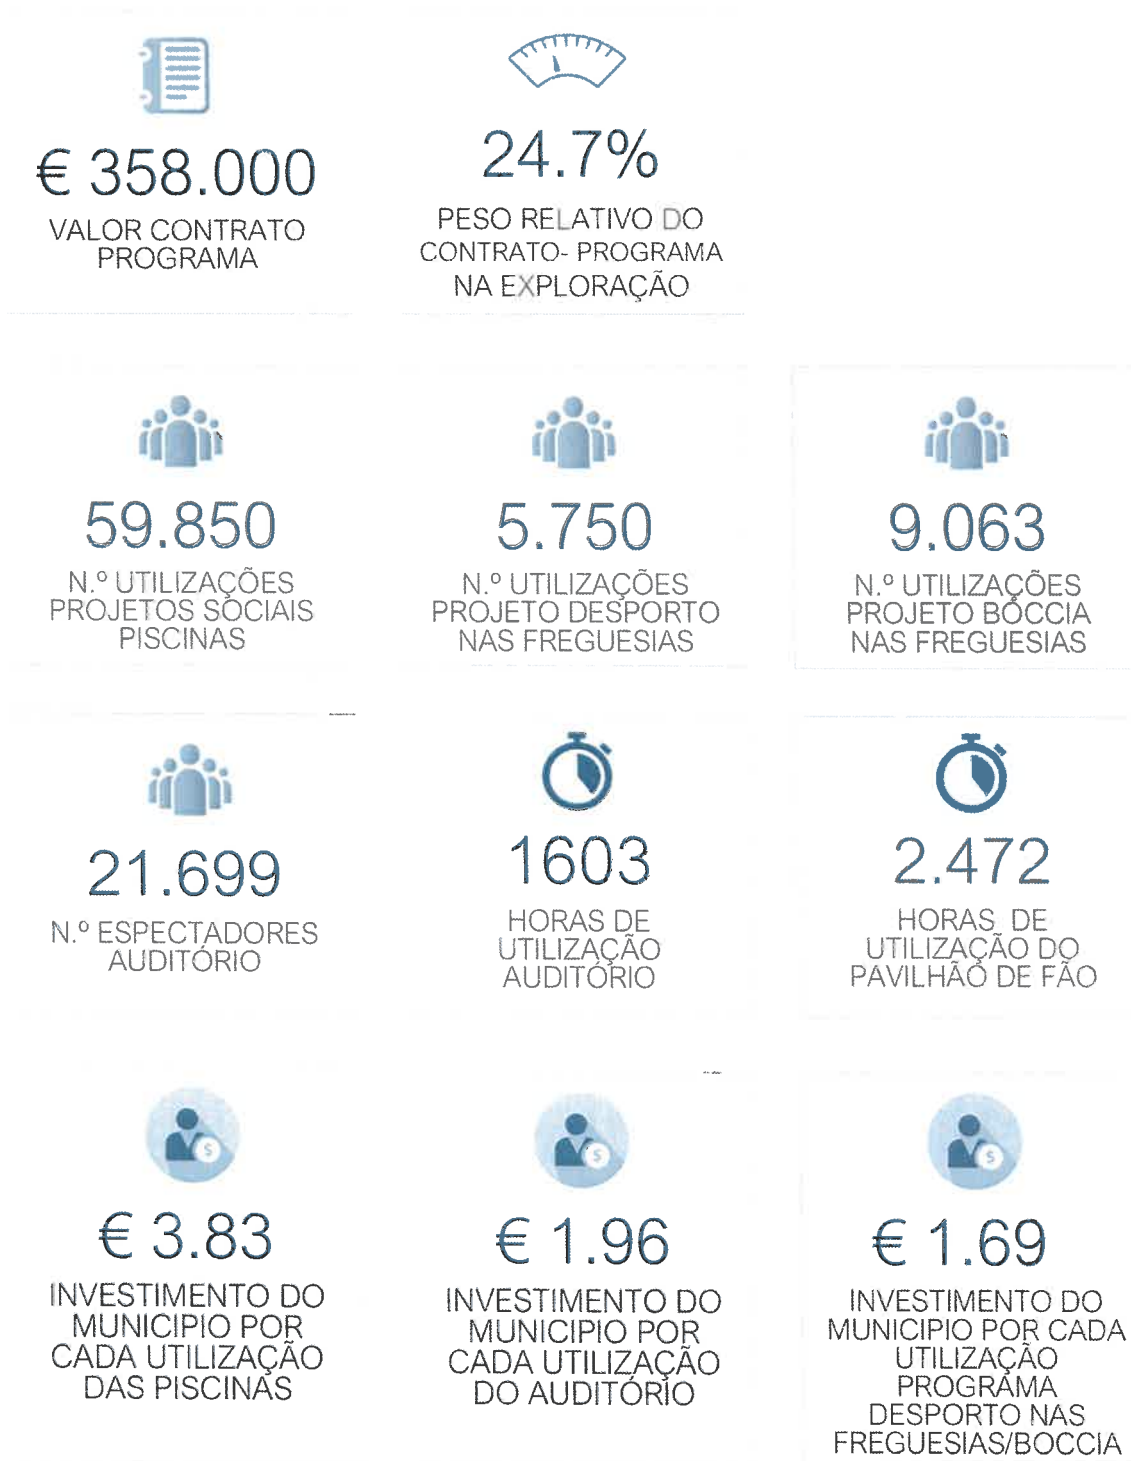 € 358.000
VALOR CONTRATO
PROGRAMA
24.7%
PESO RELATIVO DO
CONTRATO- PROGRAMA
NA EXPLORAÇÃO
59.850
N.º UTILIZAÇÕES
PROJETOS SOCIAIS
PISCINAS
5.750
N.º UTILIZAÇÕES
PROJETO DESPORTO
NAS FREGUESIAS
9.063
N.º UTILIZAÇÕES
PROJETO BOCCIA
NAS FREGUESIAS
21.699
N.º ESPECTADORES
AUDITÓRIO
1603
HORAS DE
UTILIZAÇÃO
AUDITÓRIO
2.472
HORAS DE
UTILIZAÇÃO DO
PAVILHÃO DE FÃO
$
€ 3.83
INVESTIMENTO DO
MUNICIPIO POR
CADA UTILIZAÇÃO
DAS PISCINAS
$
€ 1.96
INVESTIMENTO DO
MUNICIPIO POR
CADA UTILIZAÇÃO
DO AUDITÓRIO
$
€ 1.69
INVESTIMENTO DO
MUNICIPIO POR CADA
UTILIZAÇÃO
PROGRAMA
DESPORTO NAS
FREGUESIAS/BOCCIA